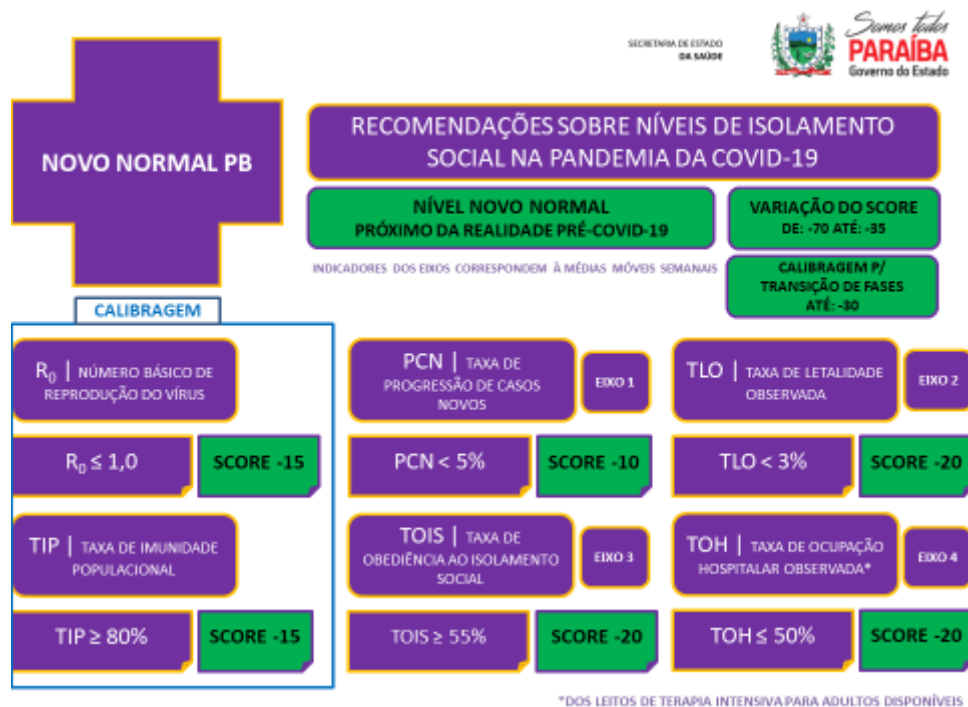 SECRETARIA DE ESTADO
DA SAÚDE
Somos todos
PARAÍBA
Governo do Estado
NOVO NORMAL PB
RECOMENDAÇÕES SOBRE NÍVEIS DE ISOLAMENTO
SOCIAL NA PANDEMIA DA COVID-19
NÍVEL NOVO NORMAL
PRÓXIMO DA REALIDADE PRÉ-COVID-19
VARIAÇÃO DO SCORE
DE: -70 ATÉ: -35
INDICADORES DOS EIXOS CORRESPONDEM À MÉDIAS MÓVEIS SEMANAIS
CALIBRAGEM P/
TRANSIÇÃO DE FASES
ATÉ: -30
CALIBRAGEM
R₀ | NÚMERO BÁSICO DE
REPRODUÇÃO DO VÍRUS
PCN | TAXA DE
PROGRESSÃO DE CASOS
NOVOS
EIXO 1
TLO | TAXA DE LETALIDADE
OBSERVADA
EIXO 2
R₀ ≤ 1,0
SCORE -15
PCN < 5%
SCORE -10
TLO < 3%
SCORE -20
TIP | TAXA DE IMUNIDADE
POPULACIONAL
TOIS | TAXA DE
OBEDIÊNCIA AO ISOLAMENTO
SOCIAL
EIXO 3
TOH | TAXA DE OCUPAÇÃO
HOSPITALAR OBSERVADA*
EIXO 4
TIP ≥ 80%
SCORE -15
TOIS ≥ 55%
SCORE -20
TOH ≤ 50%
SCORE -20
*DOS LEITOS DE TERAPIA INTENSIVA PARA ADULTOS DISPONÍVEIS